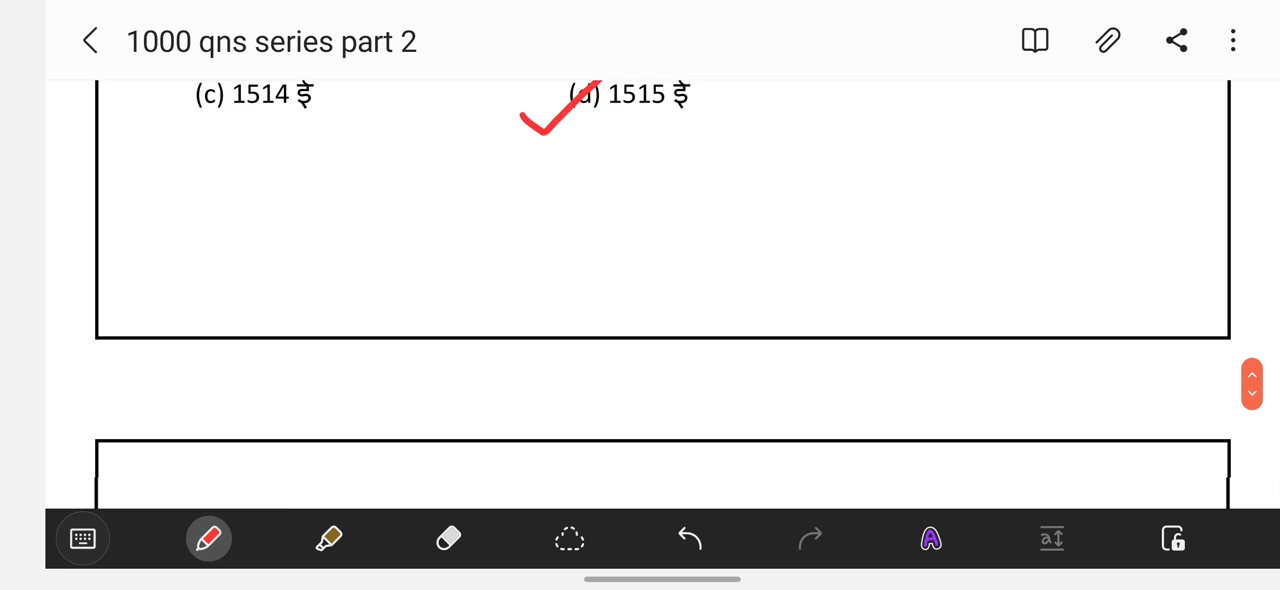 1000 qns series part 2
(c) 1514 ई (d) 1515 ई